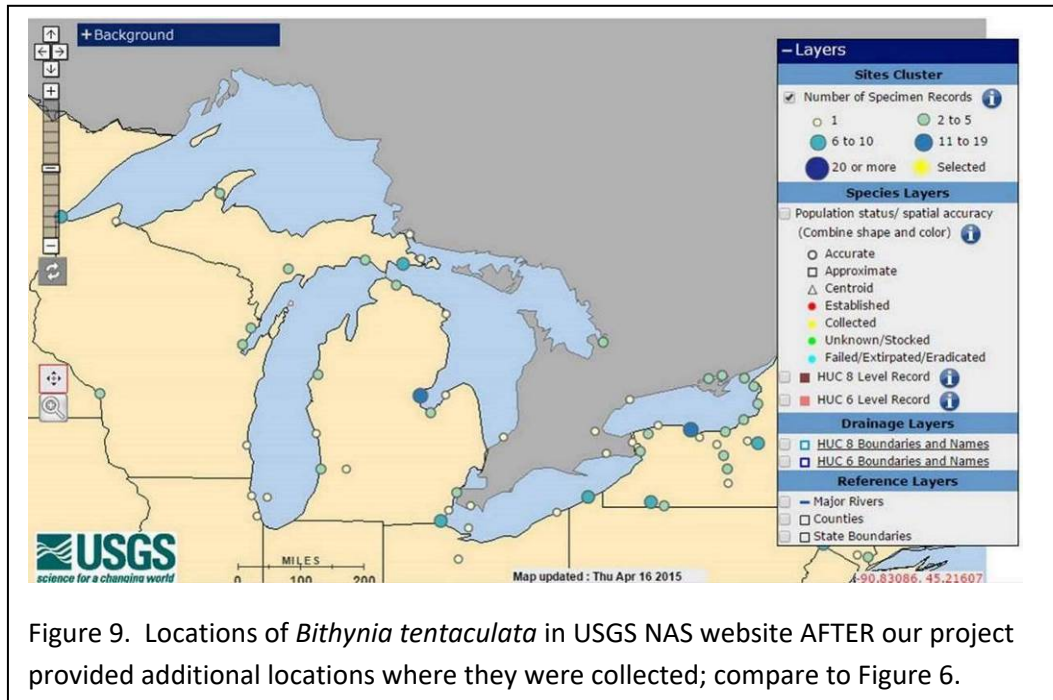 +Background
– Layers
Sites Cluster
Number of Specimen Records i
1
2 to 5
6 to 10
11 to 19
20 or more
Selected
Species Layers
Population status/ spatial accuracy
(Combine shape and color) i
Accurate
Approximate
Centroid
Established
Collected
Unknown/Stocked
Failed/Extirpated/Eradicated
HUC 8 Level Record i
HUC 6 Level Record i
Drainage Layers
HUC 8 Boundaries and Names
HUC 6 Boundaries and Names
Reference Layers
Major Rivers
Counties
State Boundaries
USGS
science for a changing world
MILES
0 100 200
Map updated : Thu Apr 16 2015
-90.83086, 45.21607
Figure 9. Locations of Bithynia tentaculata in USGS NAS website AFTER our project
provided additional locations where they were collected; compare to Figure 6.